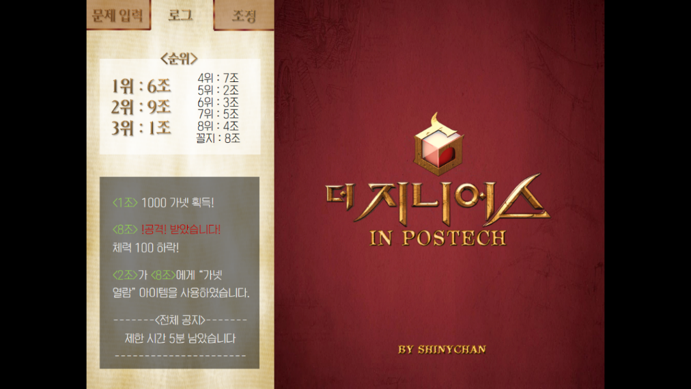 문제 입력
로그
조정
<순위>
1위 : 6조
2위 : 9조
3위 : 1조
4위 : 7조
5위 : 2조
6위 : 3조
7위 : 5조
8위 : 4조
꼴지 : 8조
<1조> 1000 가넷 획득!
<8조> !공격! 받았습니다!
체력 100 하락!
<2조>가 <8조>에게 "가넷
열람" 아이템을 사용하였습니다.
-------<전체 공지>-------
제한 시간 5분 남았습니다
----------------------
더 지니어스
IN POSTECH
BY SHINYCHAN